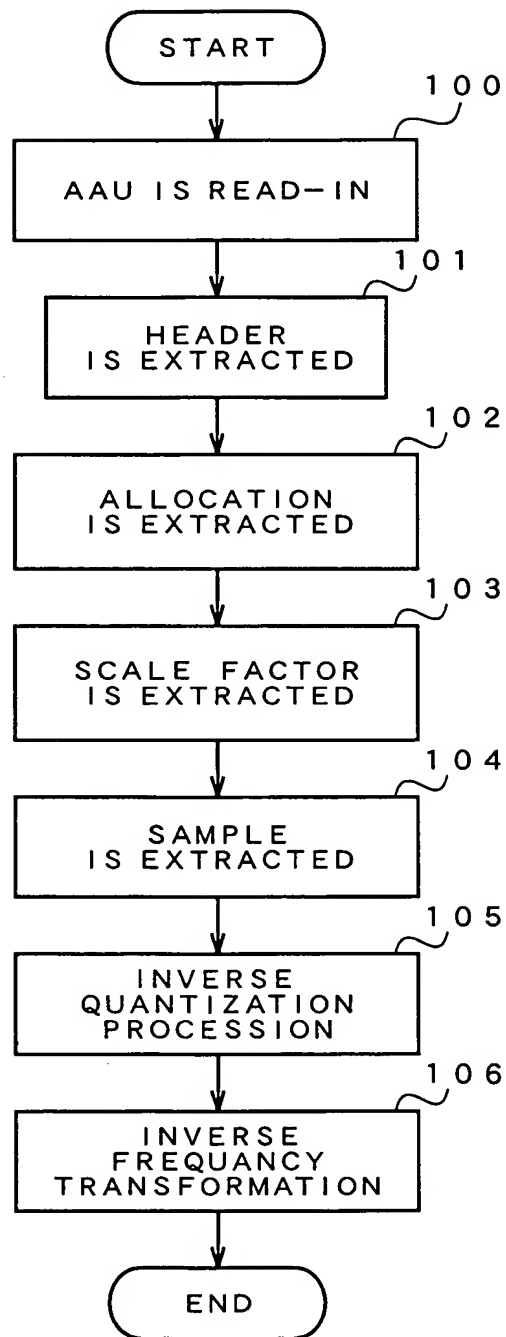 START
100
AAU IS READ-IN
101
HEADER
IS EXTRACTED
102
ALLOCATION
IS EXTRACTED
103
SCALE FACTOR
IS EXTRACTED
104
SAMPLE
IS EXTRACTED
105
INVERSE
QUANTIZATION
PROCESSION
106
INVERSE
FREQUANCY
TRANSFORMATION
END